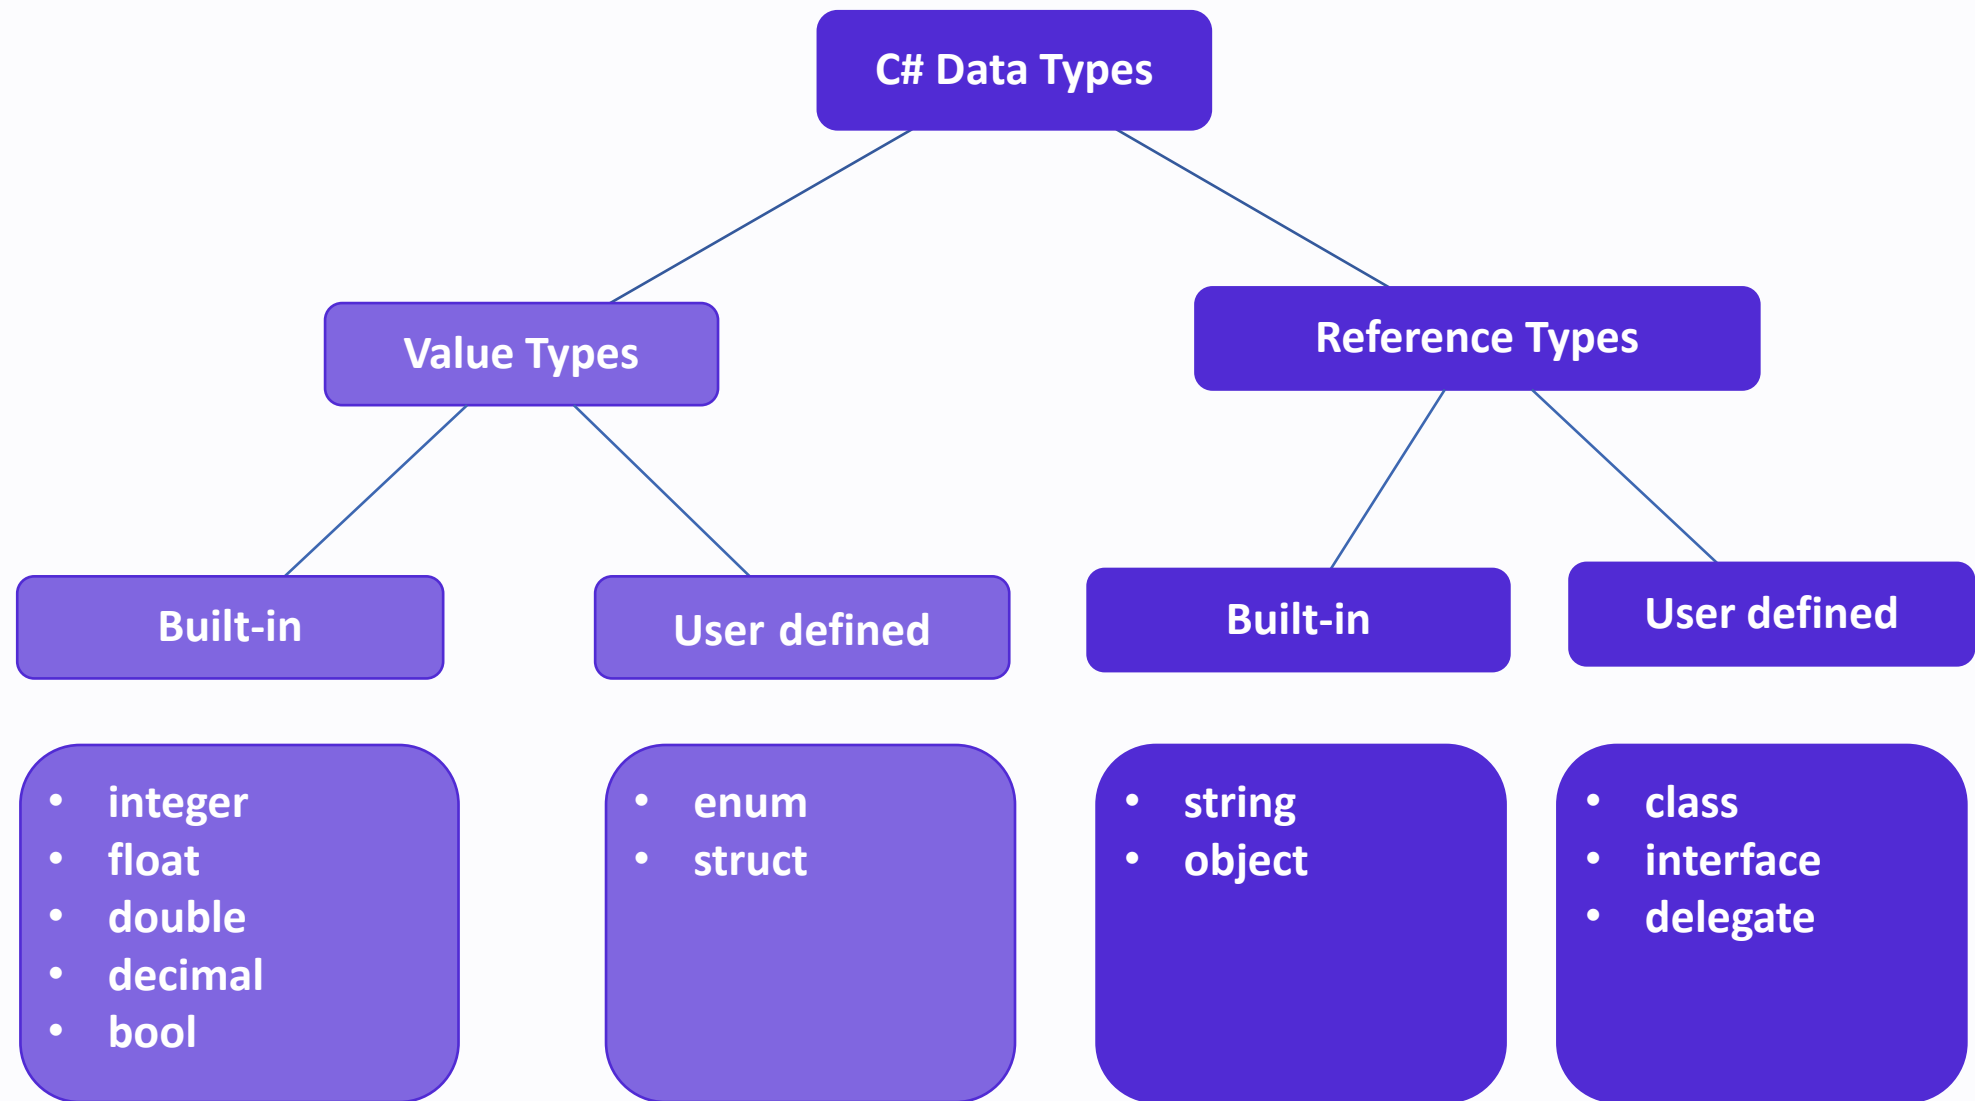 C# Data Types
Value Types
Reference Types
Built-in
User defined
Built-in
User defined
• integer
• float
• double
• decimal
• bool
• enum
• struct
• string
• object
• class
• interface
• delegate